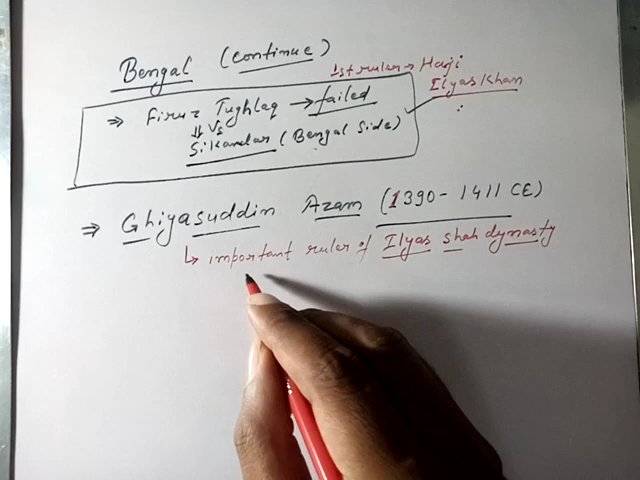 Bengal (continue)
1st ruler → Haji
Ilyas Khan
⇒ Firuz Tughlaq → failed
⇓ Vs
Sikandar (Bengal Side)
⇒ Ghiyasuddin Azam (1390 - 1411 CE)
↳ important ruler of Ilyas shah dynasty